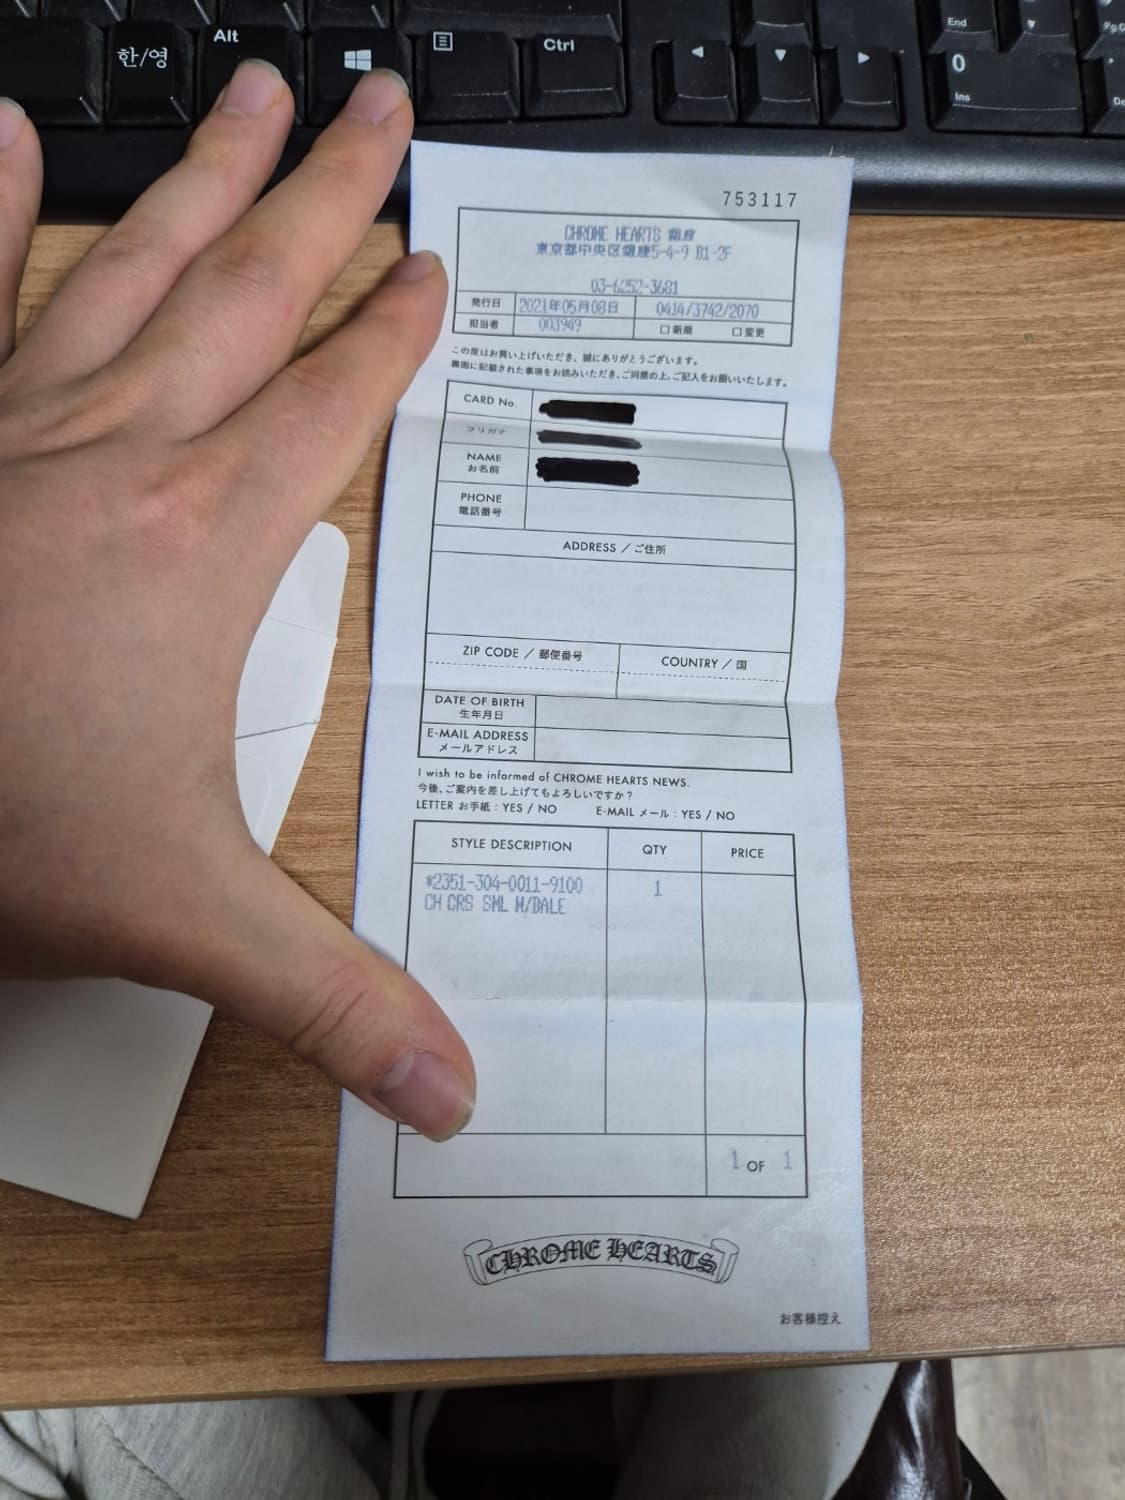 한/영
Alt
Ctrl
End
0
Ins
753117
CHROME HEARTS 銀座
東京都中央区銀座5-4-9 B1-2F
03-6252-3681
発行日 2021年05月08日 0414/3742/2070
担当者 003949 □新規 □変更
この度はお買い上げいただき、誠にありがとうございます。
裏面に記載された事項をお読みいただき、ご同意の上、ご記入をお願いいたします。
CARD No.
フリガナ
NAME
お名前
PHONE
電話番号
ADDRESS / ご住所
ZIP CODE / 郵便番号 COUNTRY / 国
DATE OF BIRTH
生年月日
E-MAIL ADDRESS
メールアドレス
I wish to be informed of CHROME HEARTS NEWS.
今後、ご案内を差し上げてもよろしいですか?
LETTER お手紙 : YES / NO E-MAIL メール : YES / NO
STYLE DESCRIPTION QTY PRICE
*2351-304-0011-9100 1
CH CRS SML W/BALE
1 OF 1
CHROME HEARTS
お客様控え